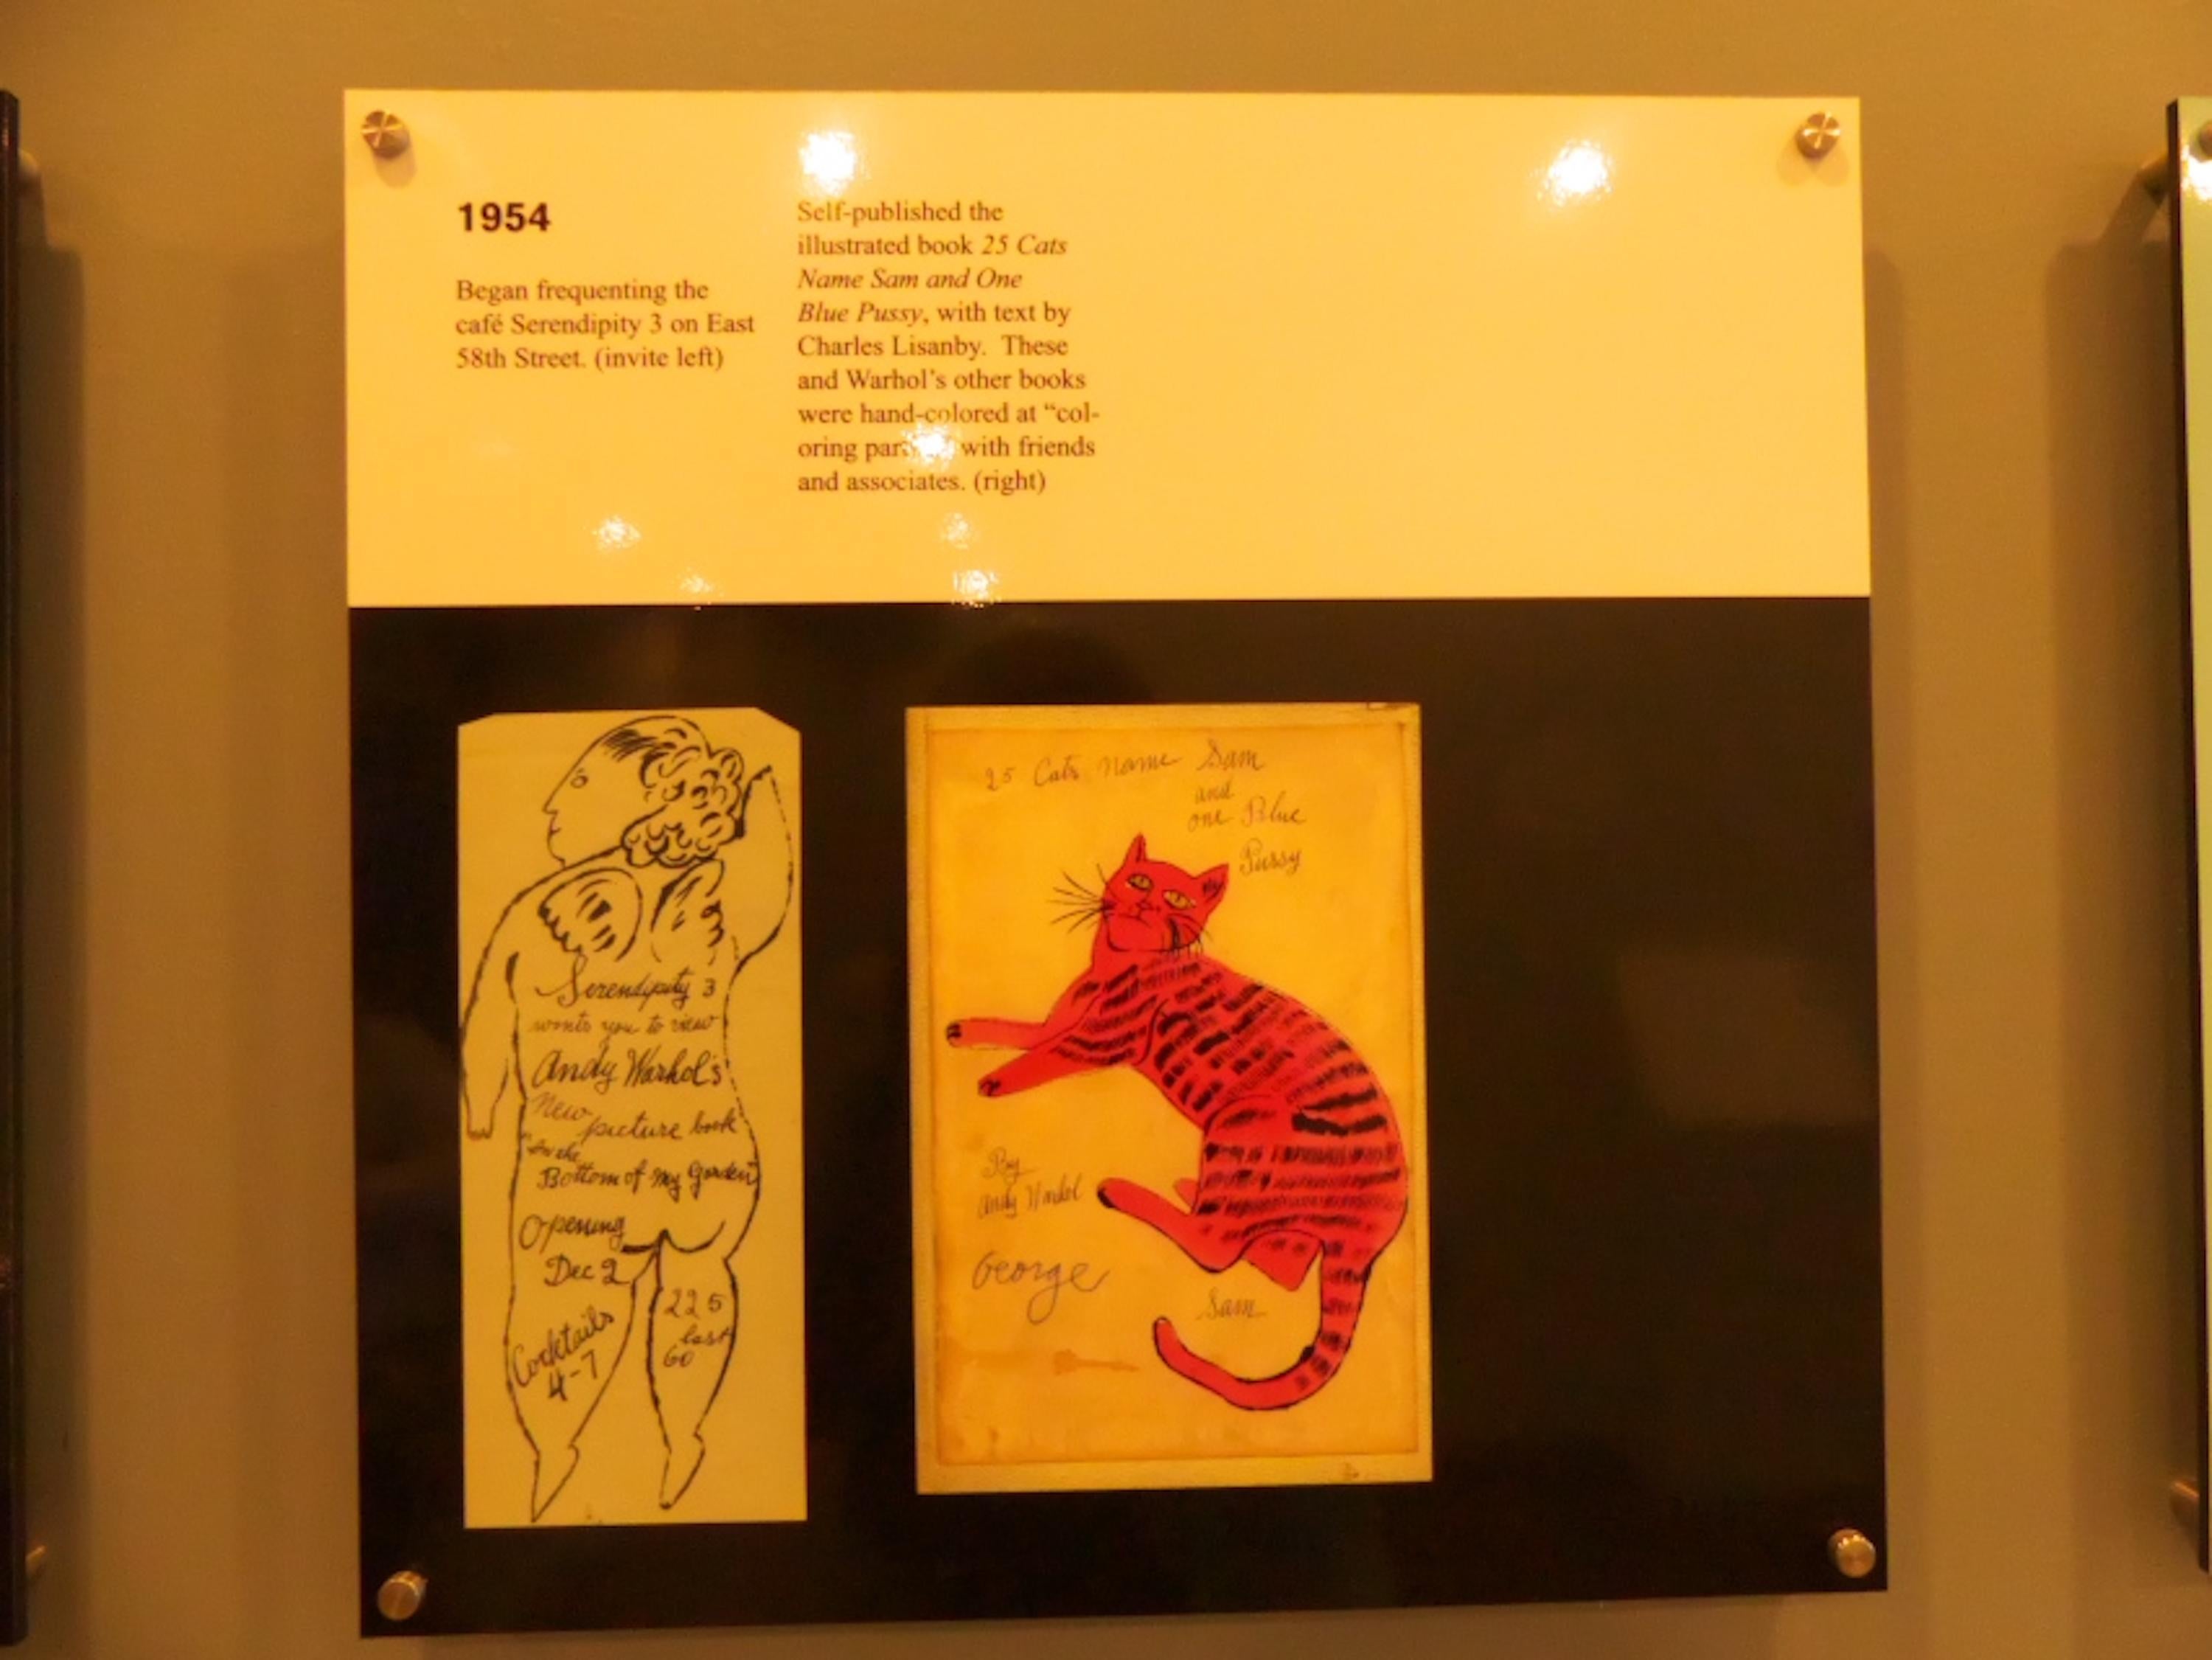 1954
Began frequenting the
café Serendipity 3 on East
58th Street. (invite left)
Self-published the
illustrated book 25 Cats
Name Sam and One
Blue Pussy, with text by
Charles Lisanby. These
and Warhol's other books
were hand-colored at “col-
oring with friends
and associates. (right)
Serendipity 3
wants you to view
Andy Warhol's
New
picture book
"In the
Bottom of My Garden"
Opening
Dec 2
Cocktails
4-7
225
East
60
25 Cats Name Sam
and
one Blue
Pussy
By
Andy Warhol
George
Sam